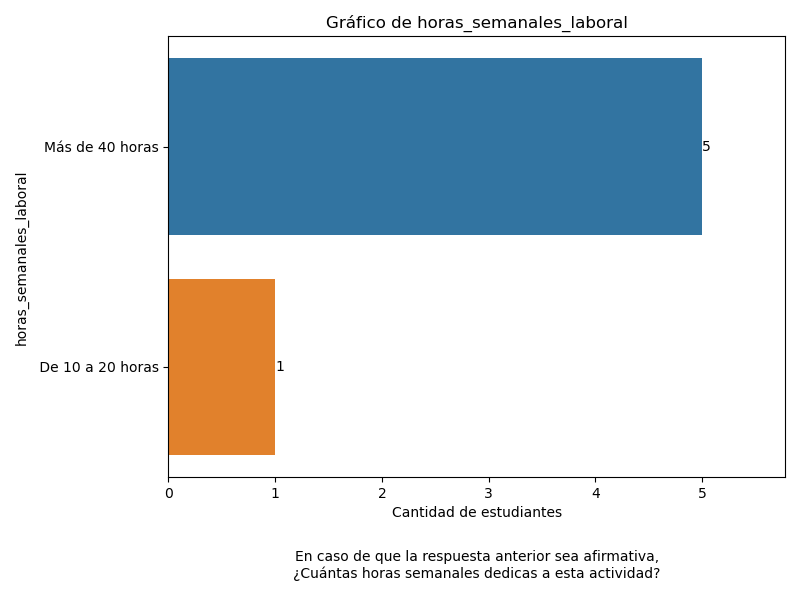 Gráfico de horas_semanales_laboral
horas_semanales_laboral
Más de 40 horas
5
De 10 a 20 horas
1
0 1 2 3 4 5
Cantidad de estudiantes
En caso de que la respuesta anterior sea afirmativa,
¿Cuántas horas semanales dedicas a esta actividad?